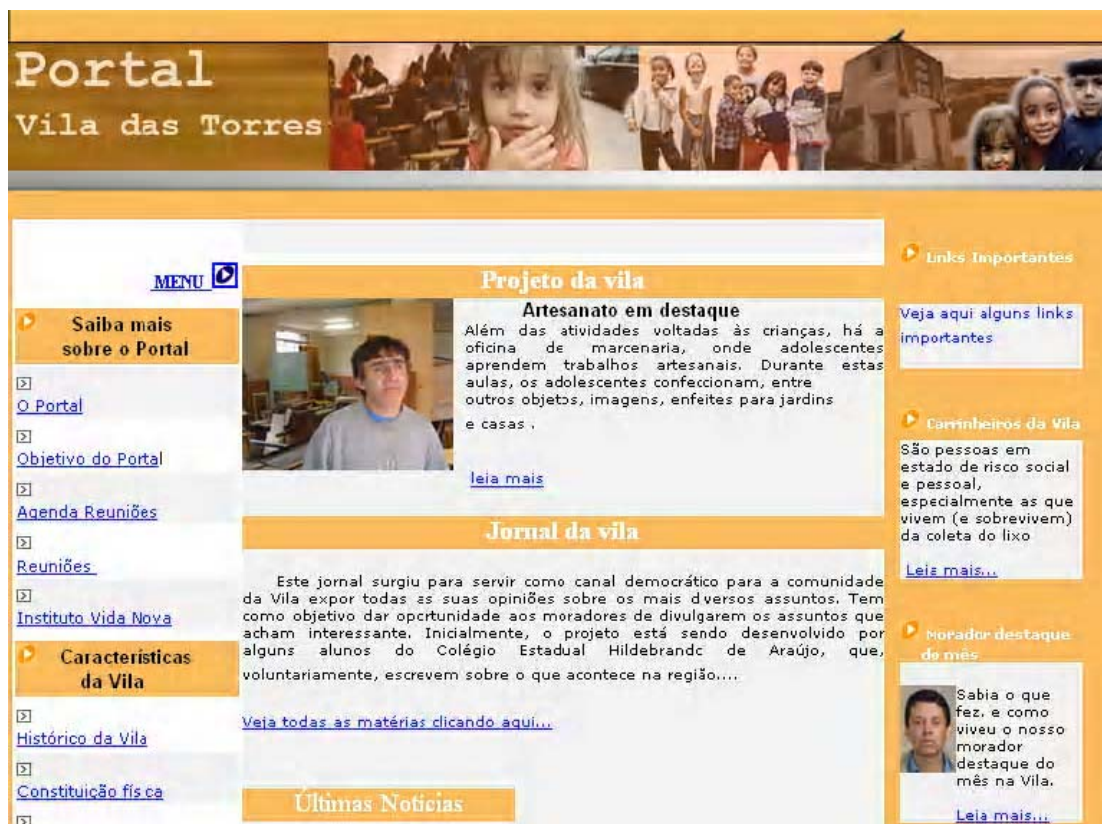 Portal
Vila das Torres
MENU
Saiba mais
sobre o Portal
O Portal
Objetivo do Portal
Agenda Reuniões
Reuniões
Instituto Vida Nova
Características
da Vila
Histórico da Vila
Constituição física
Projeto da vila
Artesanato em destaque
Além das atividades voltadas às crianças, há a
oficina de marcenaria, onde adolescentes
aprendem trabalhos artesanais. Durante estas
aulas, os adolescentes confeccionam, entre
outros objetos, imagens, enfeites para jardins
e casas .
leia mais
Jornal da vila
Este jornal surgiu para servir como canal democrático para a comunidade
da Vila expor todas as suas opiniões sobre os mais diversos assuntos. Tem
como objetivo dar oportunidade aos moradores de divulgarem os assuntos que
acham interessante. Inicialmente, o projeto está sendo desenvolvido por
alguns alunos do Colégio Estadual Hildebrando de Araújo, que,
voluntariamente, escrevem sobre o que acontece na região....
Veja todas as matérias clicando aqui...
Últimas Notícias
Links Importantes
Veja aqui alguns links
importantes
Carrinheiros da Vila
São pessoas em
estado de risco social
e pessoal,
especialmente as que
vivem (e sobrevivem)
da coleta do lixo
Leia mais...
Morador destaque
do mês
Sabia o que
fez, e como
viveu o nosso
morador
destaque do
mês na Vila.
Leia mais...